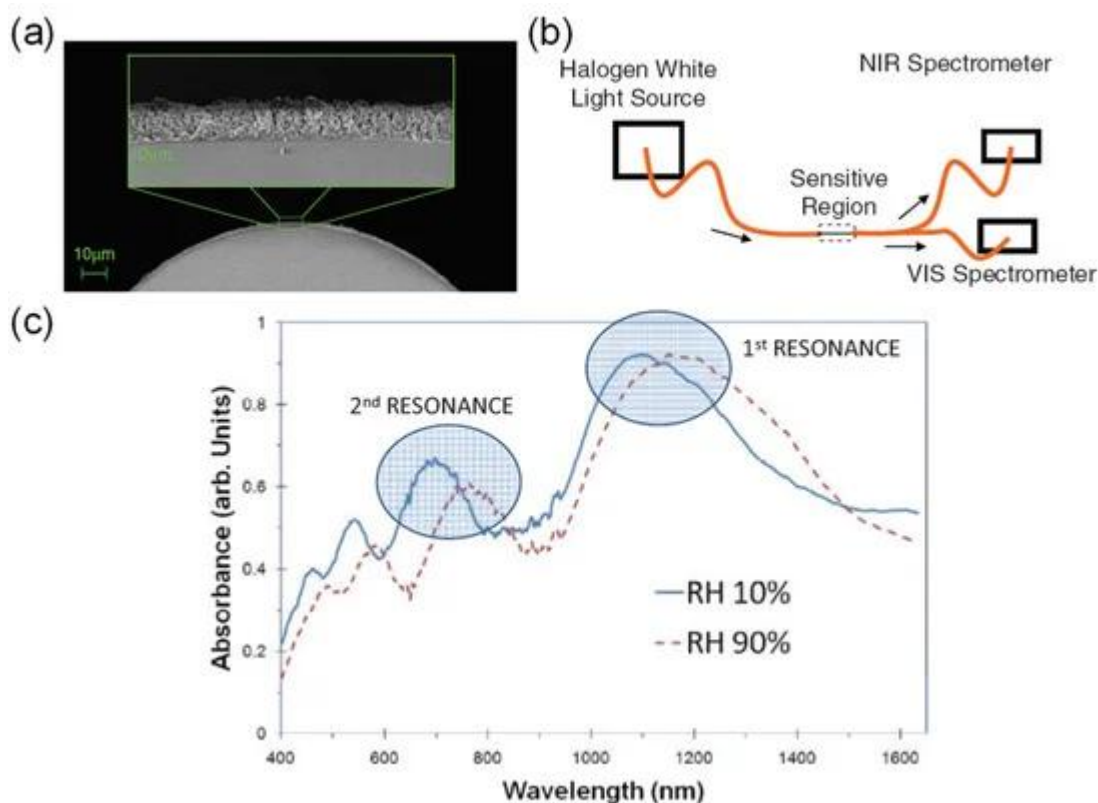 (a)
10μm
(b)
Halogen White
Light Source
NIR Spectrometer
Sensitive
Region
VIS Spectrometer
(c)
1
0.8
0.6
0.4
0.2
0
Absorbance (arb. Units)
2nd RESONANCE
1st RESONANCE
RH 10%
RH 90%
400
600
800
1000
1200
1400
1600
Wavelength (nm)